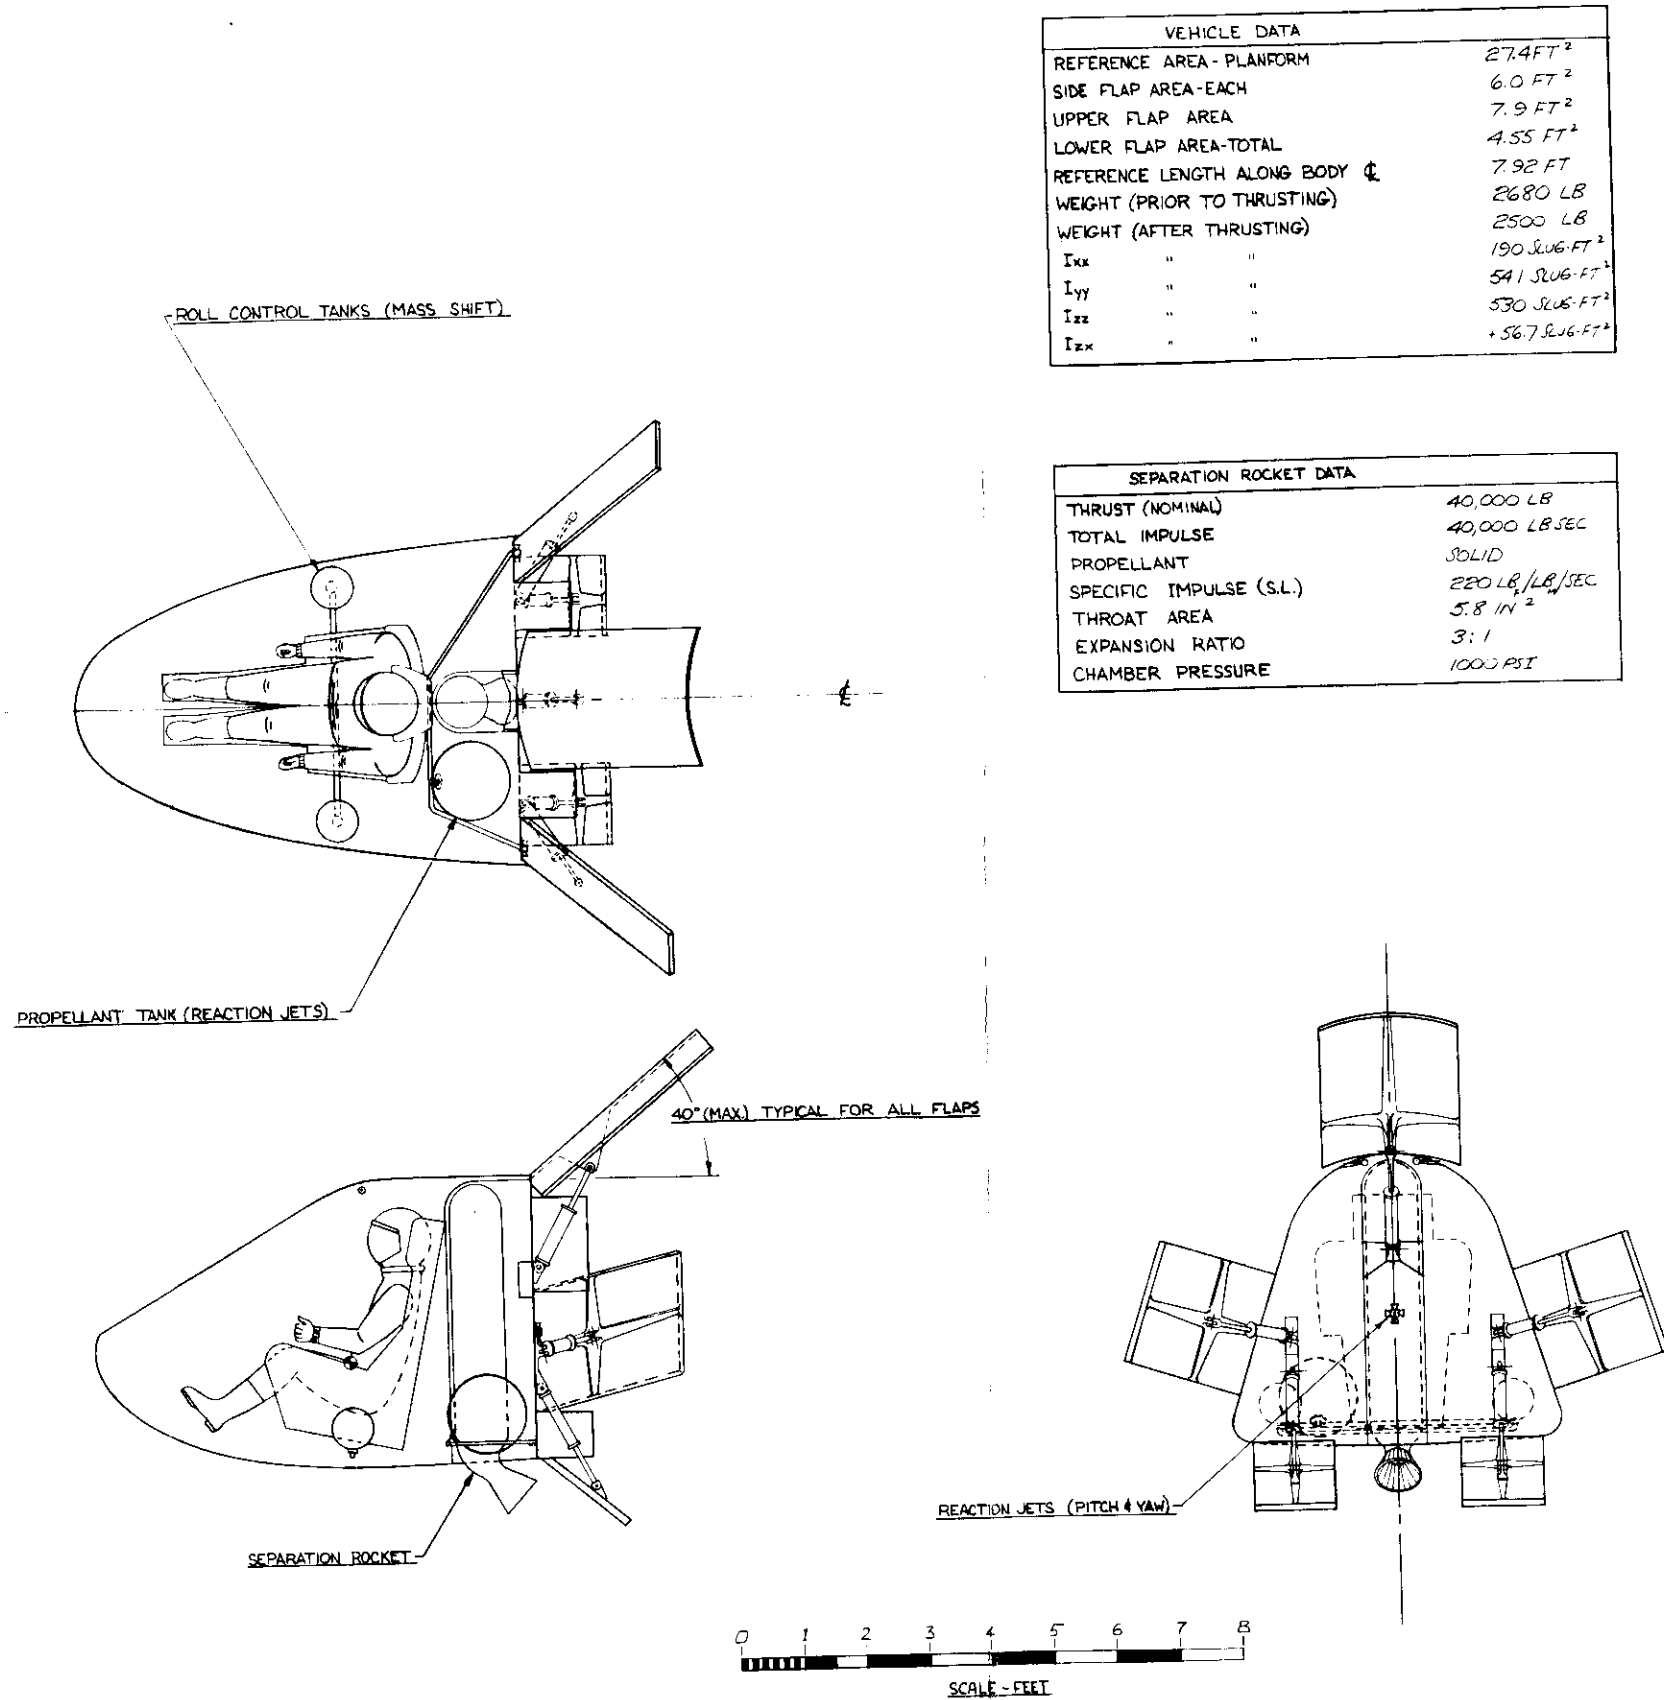 VEHICLE DATA
REFERENCE AREA - PLANFORM 27.4 FT²
SIDE FLAP AREA - EACH 6.0 FT²
UPPER FLAP AREA 7.9 FT²
LOWER FLAP AREA - TOTAL 4.55 FT²
REFERENCE LENGTH ALONG BODY ℄ 7.92 FT
WEIGHT (PRIOR TO THRUSTING) 2680 LB
WEIGHT (AFTER THRUSTING) 2500 LB
Ixx " " 190 SLUG-FT²
Iyy " " 541 SLUG-FT²
Izz " " 530 SLUG-FT²
Izx " " +56.7 SLUG-FT²
ROLL CONTROL TANKS (MASS SHIFT)
SEPARATION ROCKET DATA
THRUST (NOMINAL) 40,000 LB
TOTAL IMPULSE 40,000 LB SEC
PROPELLANT SOLID
SPECIFIC IMPULSE (S.L.) 220 LBF/LBM/SEC
THROAT AREA 5.8 IN²
EXPANSION RATIO 3:1
CHAMBER PRESSURE 1000 PSI
℄
PROPELLANT TANK (REACTION JETS)
40° (MAX.) TYPICAL FOR ALL FLAPS
REACTION JETS (PITCH & YAW)
SEPARATION ROCKET
0 1 2 3 4 5 6 7 8
SCALE - FEET